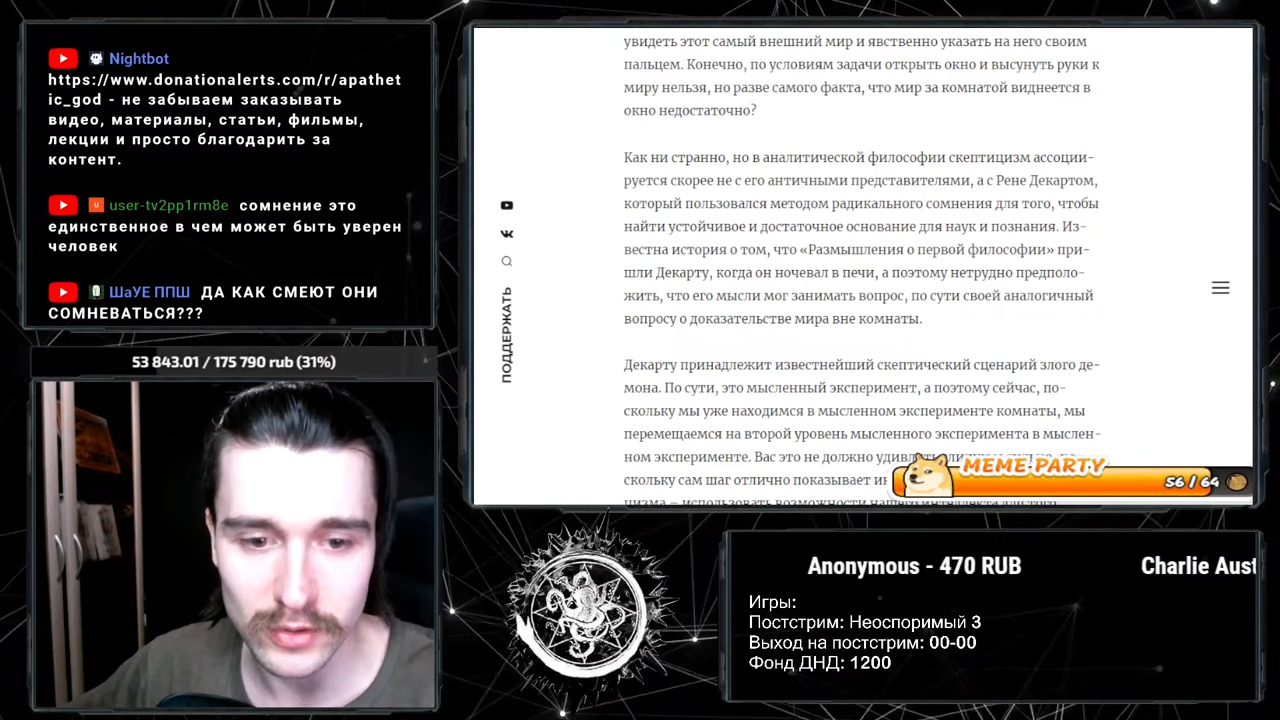 Nightbot
https://www.donationalerts.com/r/apathet
ic_god - не забываем заказывать
видео, материалы, статьи, фильмы,
лекции и просто благодарить за
контент.
user-tv2pp1rm8e сомнение это
единственное в чем может быть уверен
человек
ШаУЕ ППШ ДА КАК СМЕЮТ ОНИ
СОМНЕВАТЬСЯ???
53 843.01 / 175 790 rub (31%)
увидеть этот самый внешний мир и явственно указать на него своим
пальцем. Конечно, по условиям задачи открыть окно и высунуть руки к
миру нельзя, но разве самого факта, что мир за комнатой виднеется в
окно недостаточно?
Как ни странно, но в аналитической философии скептицизм ассоции-
руется скорее не с его античными представителями, а с Рене Декартом,
который пользовался методом радикального сомнения для того, чтобы
найти устойчивое и достаточное основание для наук и познания. Из-
вестна история о том, что «Размышления о первой философии» при-
шли Декарту, когда он ночевал в печи, а поэтому нетрудно предполо-
жить, что его мысли мог занимать вопрос, по сути своей аналогичный
вопросу о доказательстве мира вне комнаты.
Декарту принадлежит известнейший скептический сценарий злого де-
мона. По сути, это мысленный эксперимент, а поэтому сейчас, по-
скольку мы уже находимся в мысленном эксперименте комнаты, мы
перемещаемся на второй уровень мысленного эксперимента в мыслен-
ном эксперименте. Вас это не должно
скольку сам шаг отлично показывает
использовать возможности нашего интеллекта для того
ПОДДЕРЖАТЬ
MEME PARTY
56 / 64
Anonymous - 470 RUB
Charlie Aust
Игры:
Постстрим: Неоспоримый 3
Выход на постстрим: 00-00
Фонд ДНД: 1200